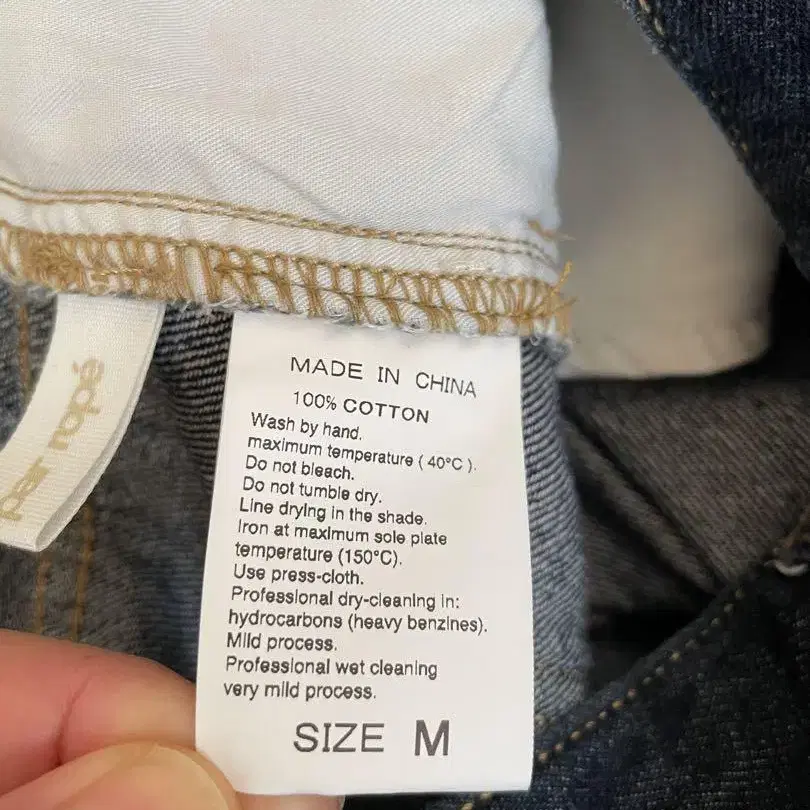 MADE IN CHINA
100% COTTON
Wash by hand.
maximum temperature ( 40°C ).
Do not bleach.
Do not tumble dry.
Line drying in the shade.
Iron at maximum sole plate
temperature (150°C).
Use press-cloth.
Professional dry-cleaning in:
hydrocarbons (heavy benzines).
Mild process.
Professional wet cleaning
very mild process.
SIZE M
par ropé